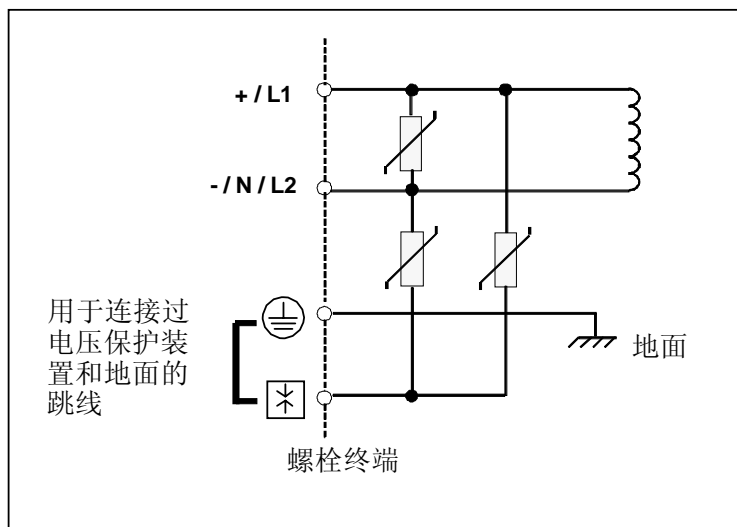 + / L1
- / N / L2
用于连接过
电压保护装
置和地面的
跳线
地面
螺栓终端